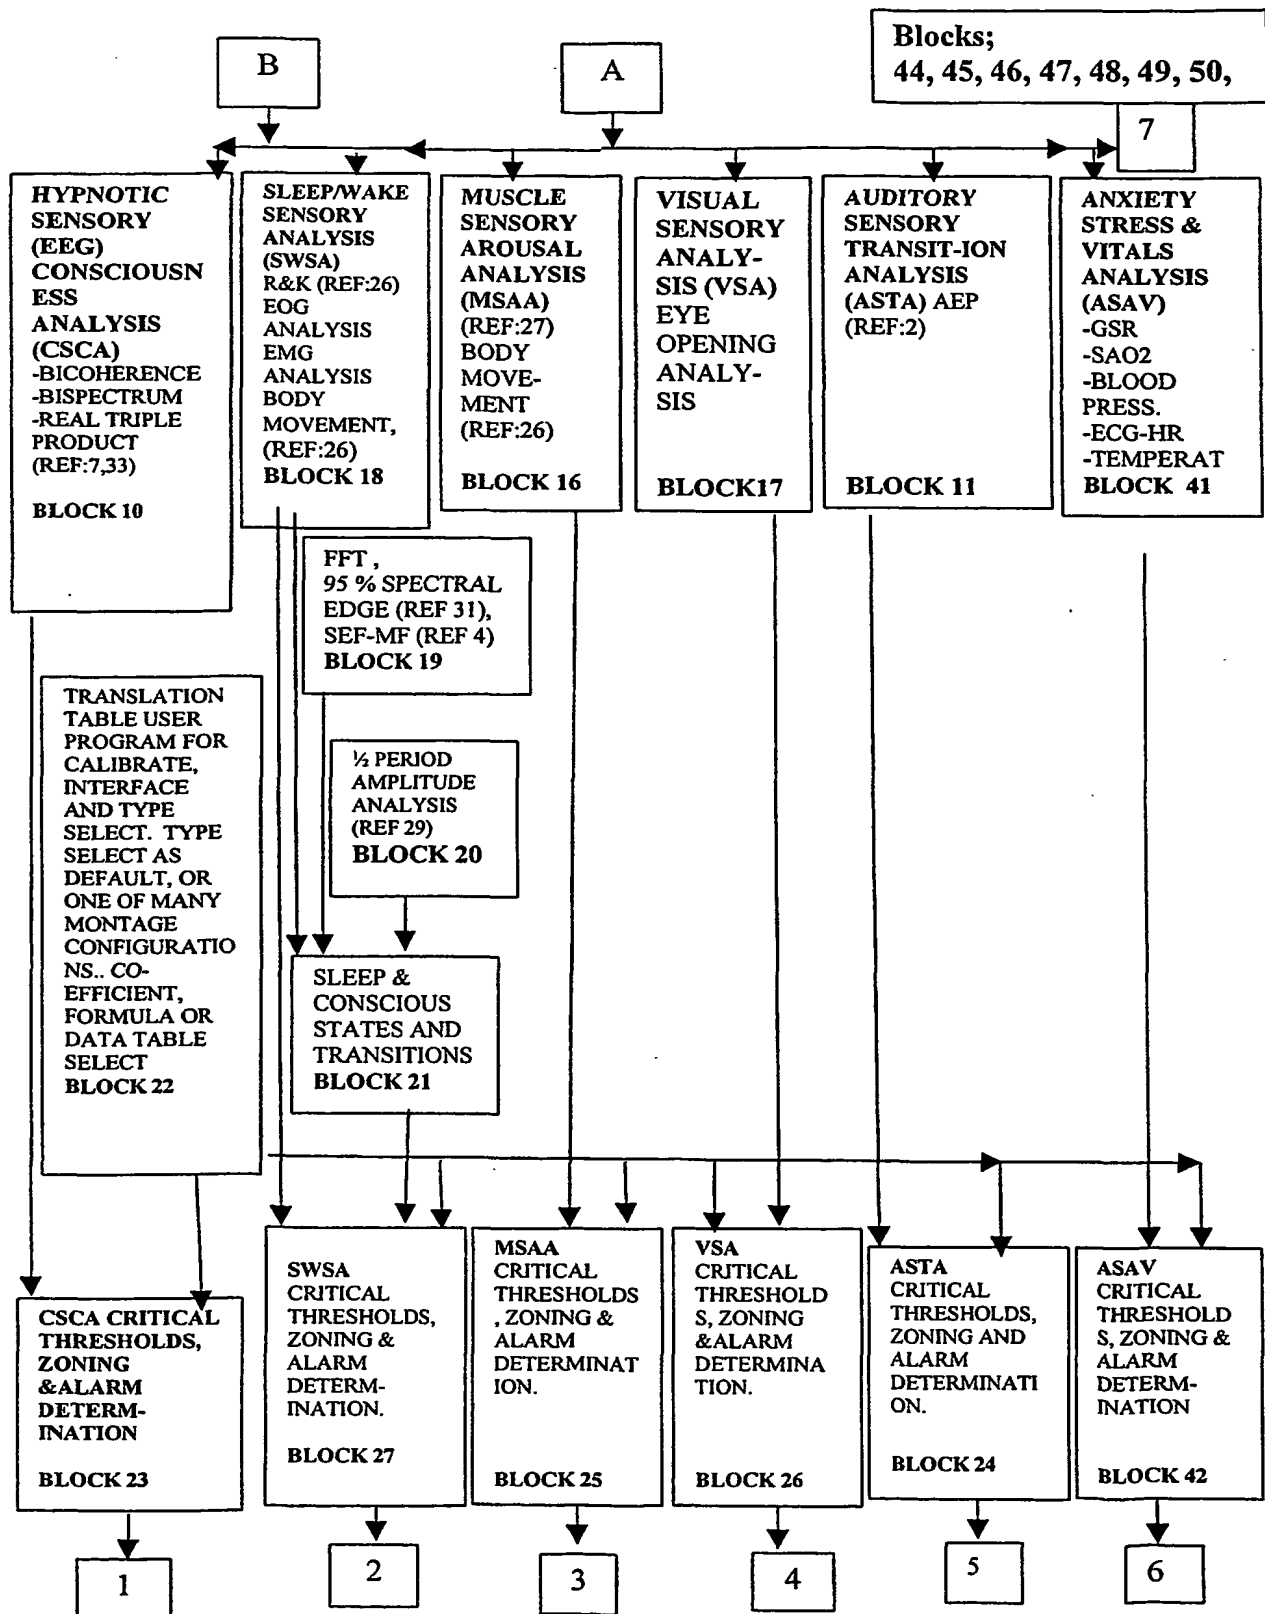 B
A
Blocks;
44, 45, 46, 47, 48, 49, 50,
7
HYPNOTIC
SENSORY
(EEG)
CONSCIOUSN
ESS
ANALYSIS
(CSCA)
-BICOHERENCE
-BISPECTRUM
-REAL TRIPLE
PRODUCT
(REF:7,33)
BLOCK 10
SLEEP/WAKE
SENSORY
ANALYSIS
(SWSA)
R&K (REF:26)
EOG
ANALYSIS
EMG
ANALYSIS
BODY
MOVEMENT,
(REF:26)
BLOCK 18
MUSCLE
SENSORY
AROUSAL
ANALYSIS
(MSAA)
(REF:27)
BODY
MOVE-
MENT
(REF:26)
BLOCK 16
VISUAL
SENSORY
ANALY-
SIS (VSA)
EYE
OPENING
ANALY-
SIS
BLOCK17
AUDITORY
SENSORY
TRANSIT-ION
ANALYSIS
(ASTA) AEP
(REF:2)
BLOCK 11
ANXIETY
STRESS &
VITALS
ANALYSIS
(ASAV)
-GSR
-SAO2
-BLOOD
PRESS.
-ECG-HR
-TEMPERAT
BLOCK 41
FFT ,
95 % SPECTRAL
EDGE (REF 31),
SEF-MF (REF 4)
BLOCK 19
TRANSLATION
TABLE USER
PROGRAM FOR
CALIBRATE,
INTERFACE
AND TYPE
SELECT. TYPE
SELECT AS
DEFAULT, OR
ONE OF MANY
MONTAGE
CONFIGURATIO
NS.. CO-
EFFICIENT,
FORMULA OR
DATA TABLE
SELECT
BLOCK 22
½ PERIOD
AMPLITUDE
ANALYSIS
(REF 29)
BLOCK 20
SLEEP &
CONSCIOUS
STATES AND
TRANSITIONS
BLOCK 21
CSCA CRITICAL
THRESHOLDS,
ZONING
&ALARM
DETERM-
INATION
BLOCK 23
SWSA
CRITICAL
THRESHOLDS,
ZONING &
ALARM
DETERM-
INATION.
BLOCK 27
MSAA
CRITICAL
THRESHOLDS
, ZONING &
ALARM
DETERMINAT
ION.
BLOCK 25
VSA
CRITICAL
THRESHOLD
S, ZONING
&ALARM
DETERMINA
TION.
BLOCK 26
ASTA
CRITICAL
THRESHOLDS,
ZONING AND
ALARM
DETERMINATI
ON.
BLOCK 24
ASAV
CRITICAL
THRESHOLD
S, ZONING &
ALARM
DETERM-
INATION
BLOCK 42
1
2
3
4
5
6